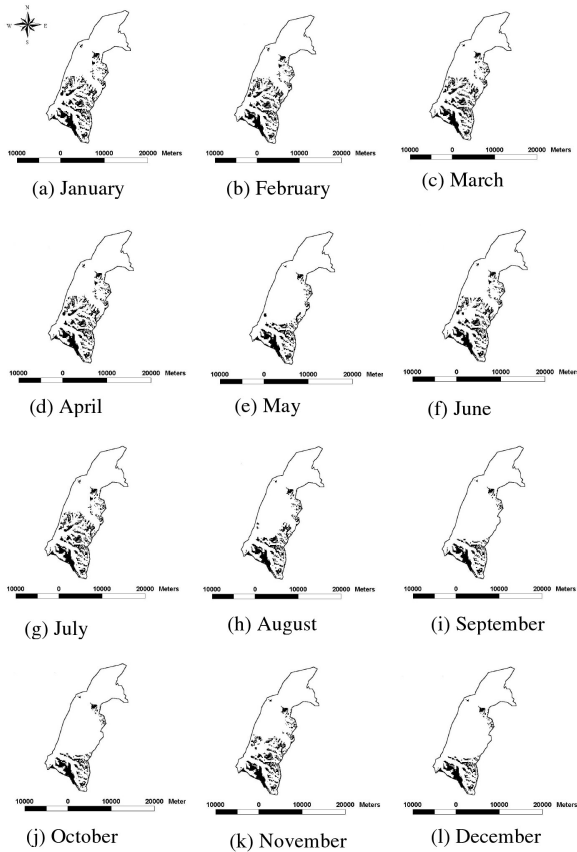 N
W E
S
10000 0 10000 20000 Meters
(a) January
10000 0 10000 20000 Meters
(b) February
10000 0 10000 20000 Meters
(c) March
10000 0 10000 20000 Meters
(d) April
10000 0 10000 20000 Meter
(e) May
10000 0 10000 20000 Meters
(f) June
10000 0 10000 20000 Meters
(g) July
10000 0 10000 20000 Meters
(h) August
10000 0 10000 20000 Meters
(i) September
10000 0 10000 20000 Meter
(j) October
10000 0 10000 20000 Meters
(k) November
10000 0 10000 20000 Meters
(l) December